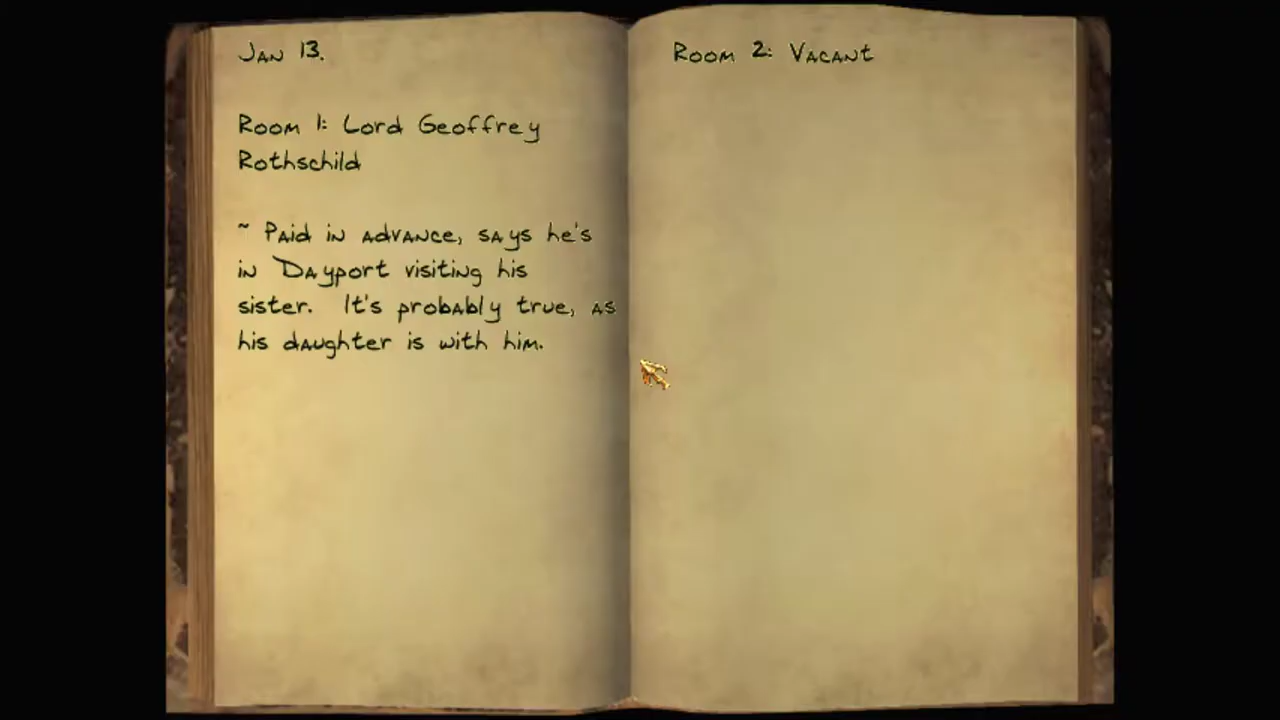 Jan 13.
Room 1: Lord Geoffrey
Rothschild
~ Paid in advance, says he's
in Dayport visiting his
sister. It's probably true, as
his daughter is with him.
Room 2: Vacant